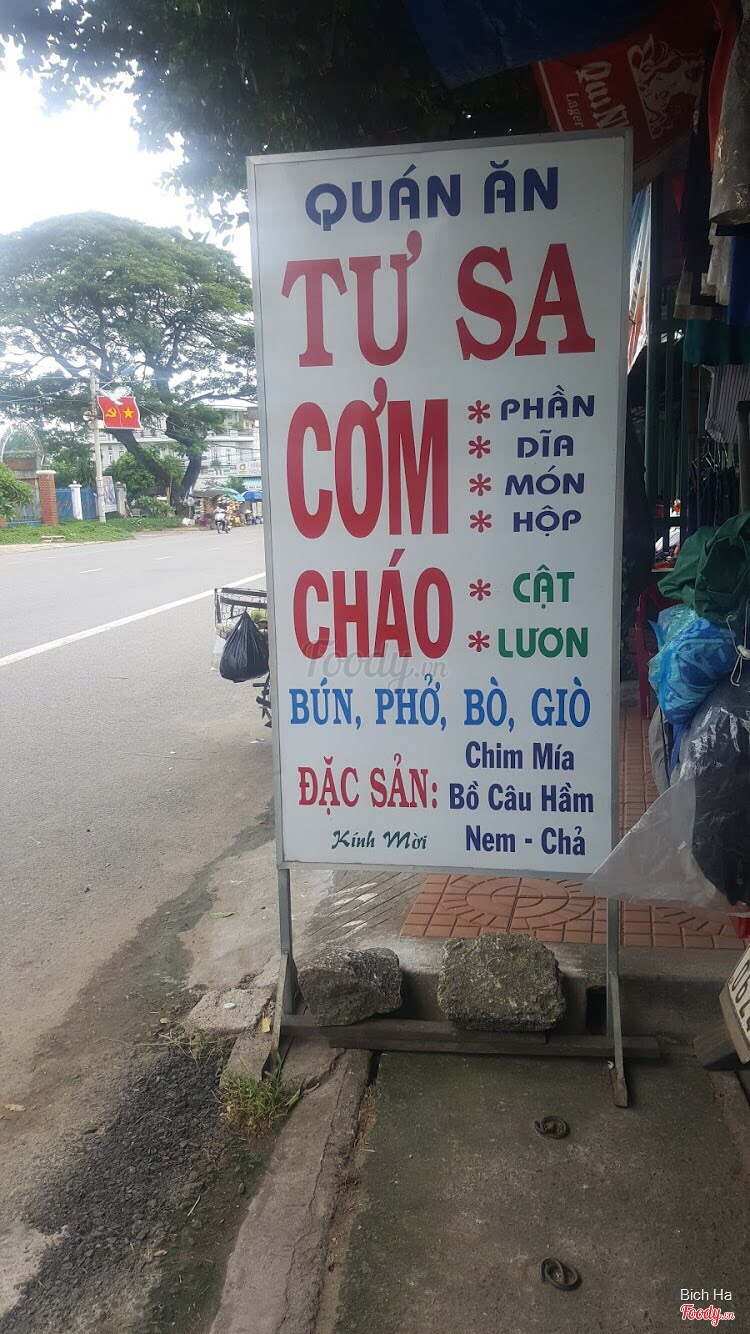 QUÁN ĂN
TƯ SA
CƠM
* PHẦN
* DĨA
* MÓN
* HỘP
CHÁO
* CẬT
* LƯƠN
BÚN, PHỞ, BÒ, GIÒ
ĐẶC SẢN:
Chim Mía
Bồ Câu Hầm
Nem - Chả
Kính Mời
Lager
Foody.vn
Bich Ha
Foody.vn